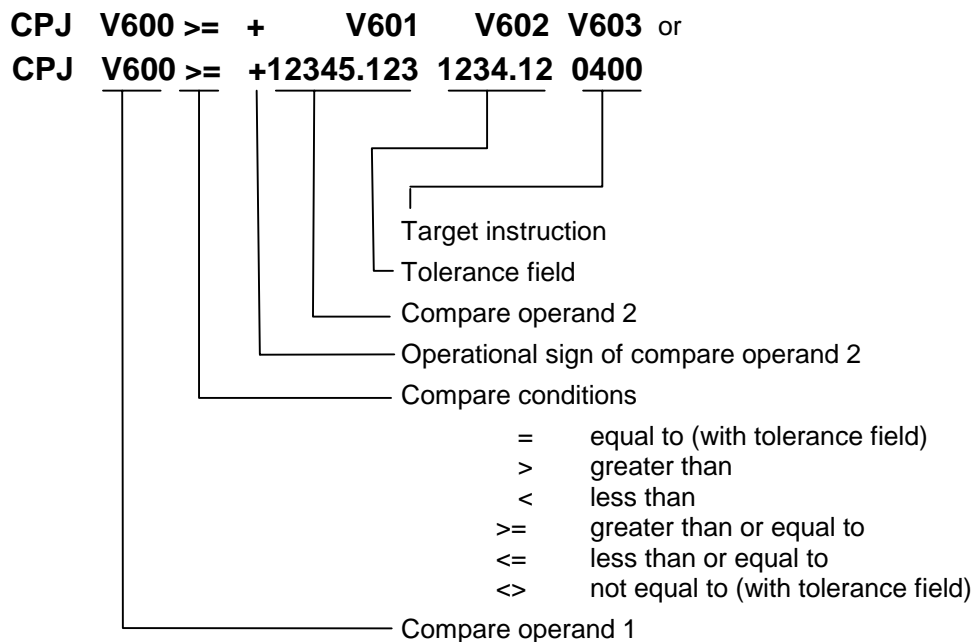 CPJ V600 >= + V601 V602 V603 or
CPJ V600 >= +12345.123 1234.12 0400
Target instruction
Tolerance field
Compare operand 2
Operational sign of compare operand 2
Compare conditions
= equal to (with tolerance field)
> greater than
< less than
>= greater than or equal to
<= less than or equal to
<> not equal to (with tolerance field)
Compare operand 1